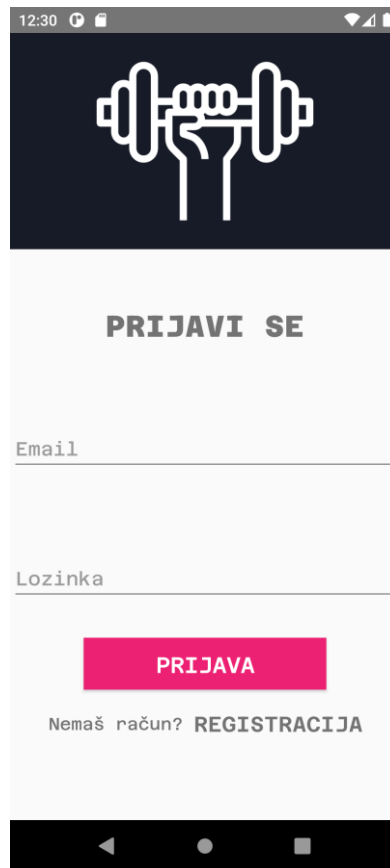 12:30
PRIJAVI SE
Email
Lozinka
PRIJAVA
Nemaš račun? REGISTRACIJA